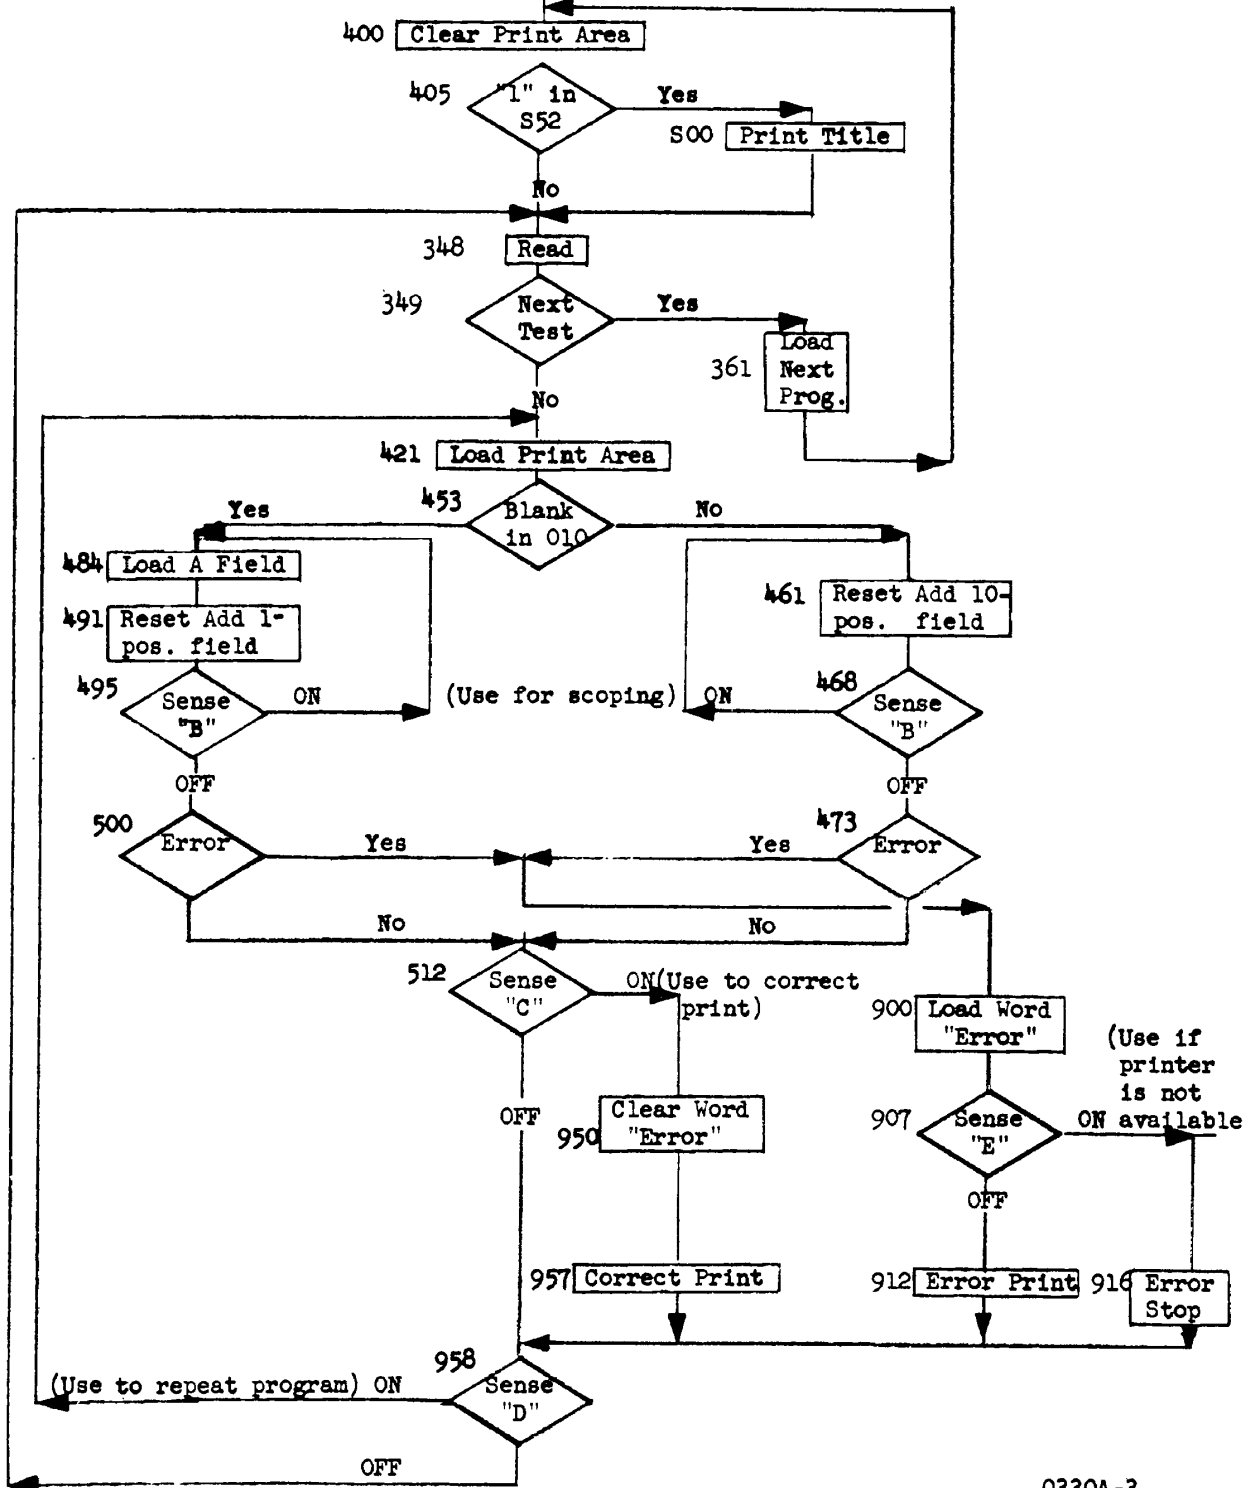 400 Clear Print Area
405 "1" in
S52
Yes
S00 Print Title
No
348 Read
349 Next
Test
Yes
361 Load
Next
Prog.
No
421 Load Print Area
453 Blank
in 010
Yes
No
484 Load A Field
491 Reset Add 1-
pos. field
461 Reset Add 10-
pos. field
495 Sense
"B"
ON
(Use for scoping)
ON
468 Sense
"B"
OFF
OFF
500 Error
Yes
473 Error
Yes
No
No
512 Sense
"C"
ON(Use to correct
print)
900 Load Word
"Error"
(Use if
printer
is not
available
907 Sense
"E"
ON
OFF
950 Clear Word
"Error"
OFF
957 Correct Print
912 Error Print
916 Error
Stop
958 Sense
"D"
(Use to repeat program) ON
OFF